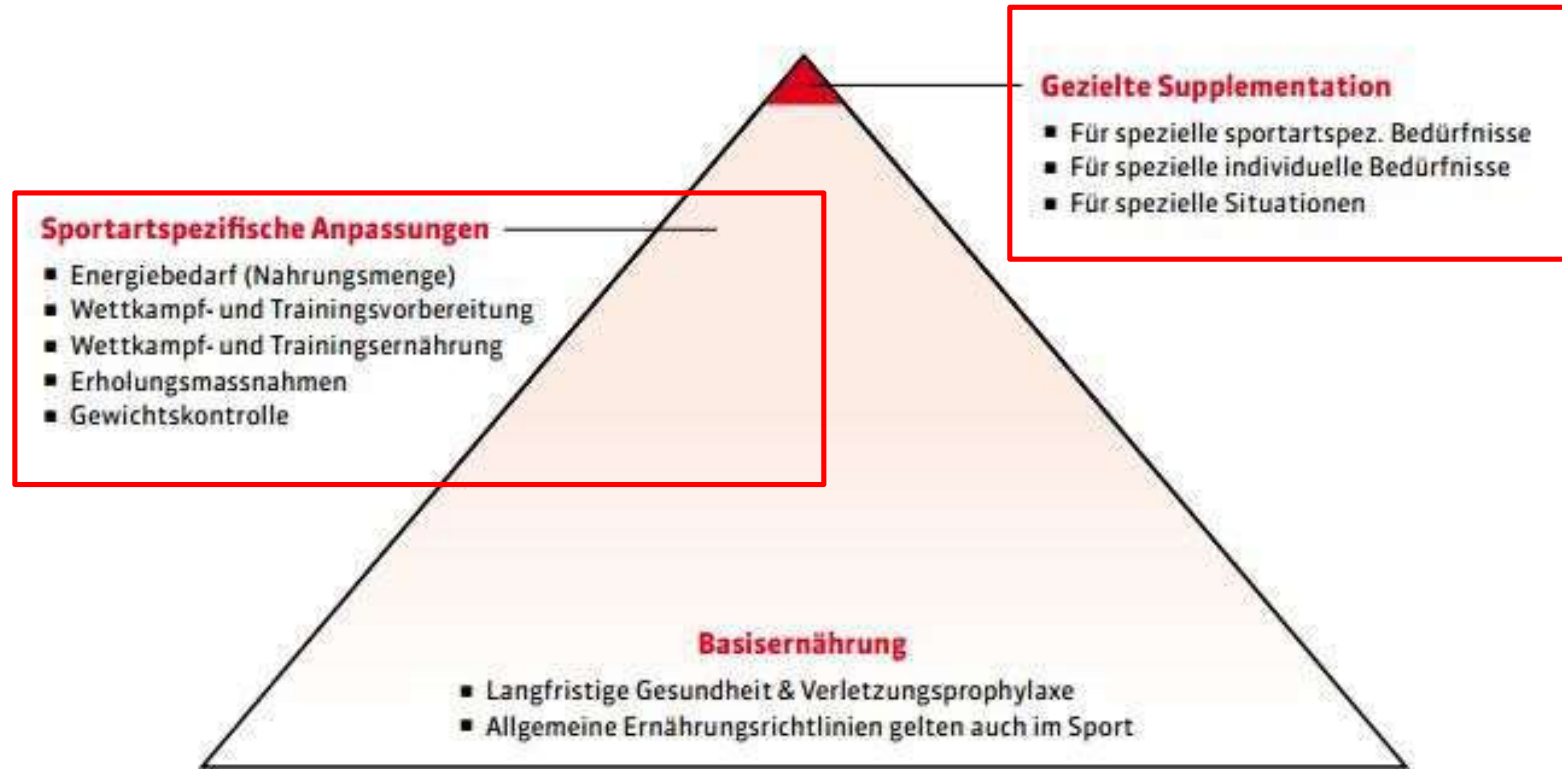 Gezielte Supplementation
▪ Für spezielle sportartspez. Bedürfnisse
▪ Für spezielle individuelle Bedürfnisse
▪ Für spezielle Situationen
Sportartspezifische Anpassungen
▪ Energiebedarf (Nahrungsmenge)
▪ Wettkampf- und Trainingsvorbereitung
▪ Wettkampf- und Trainingsernährung
▪ Erholungsmassnahmen
▪ Gewichtskontrolle
Basisernährung
▪ Langfristige Gesundheit & Verletzungsprophylaxe
▪ Allgemeine Ernährungsrichtlinien gelten auch im Sport